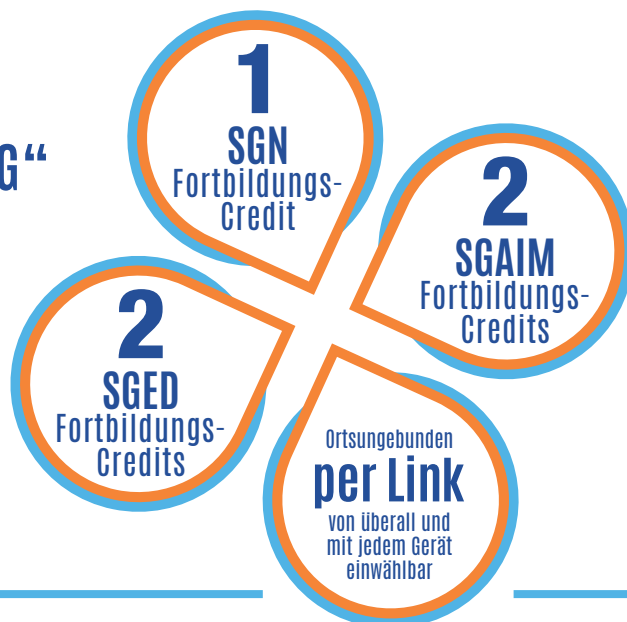 G“
1
SGN
Fortbildungs-
Credit
2
SGAIM
Fortbildungs-
Credits
2
SGED
Fortbildungs-
Credits
Ortsungebunden
per Link
von überall und
mit jedem Gerät
einwählbar